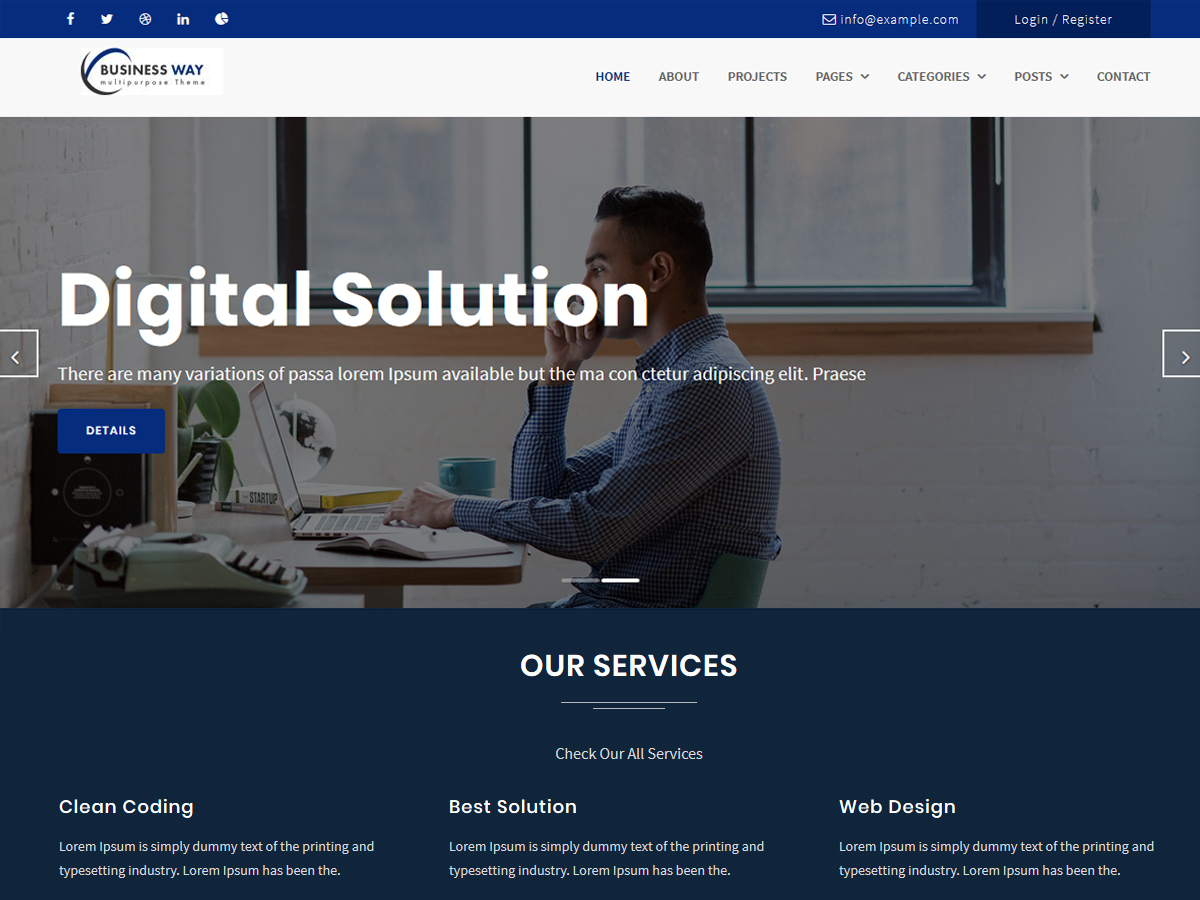 info@example.com
Login / Register
BUSINESS WAY
multipurpose Theme
HOME
ABOUT
PROJECTS
PAGES
CATEGORIES
POSTS
CONTACT
Digital Solution
There are many variations of passa lorem Ipsum available but the ma con ctetur adipiscing elit. Praese
DETAILS
STARTUP
OUR SERVICES
Check Our All Services
Clean Coding
Lorem Ipsum is simply dummy text of the printing and
typesetting industry. Lorem Ipsum has been the.
Best Solution
Lorem Ipsum is simply dummy text of the printing and
typesetting industry. Lorem Ipsum has been the.
Web Design
Lorem Ipsum is simply dummy text of the printing and
typesetting industry. Lorem Ipsum has been the.